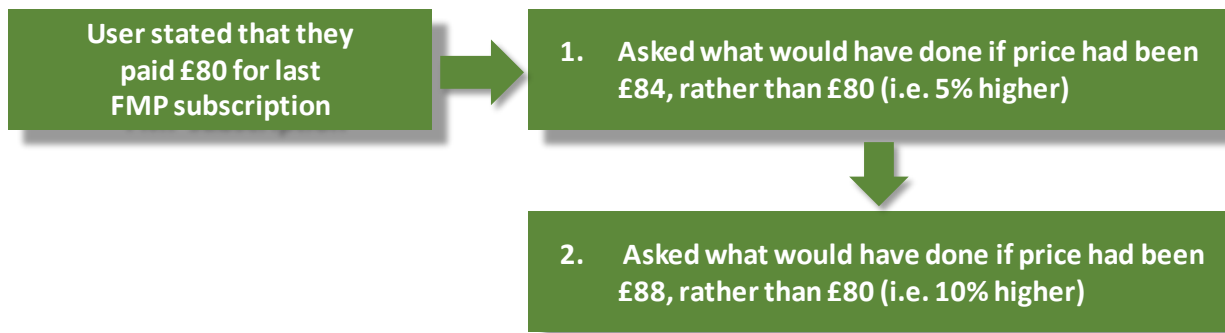 User stated that they
paid £80 for last
FMP subscription
1. Asked what would have done if price had been
£84, rather than £80 (i.e. 5% higher)
2. Asked what would have done if price had been
£88, rather than £80 (i.e. 10% higher)